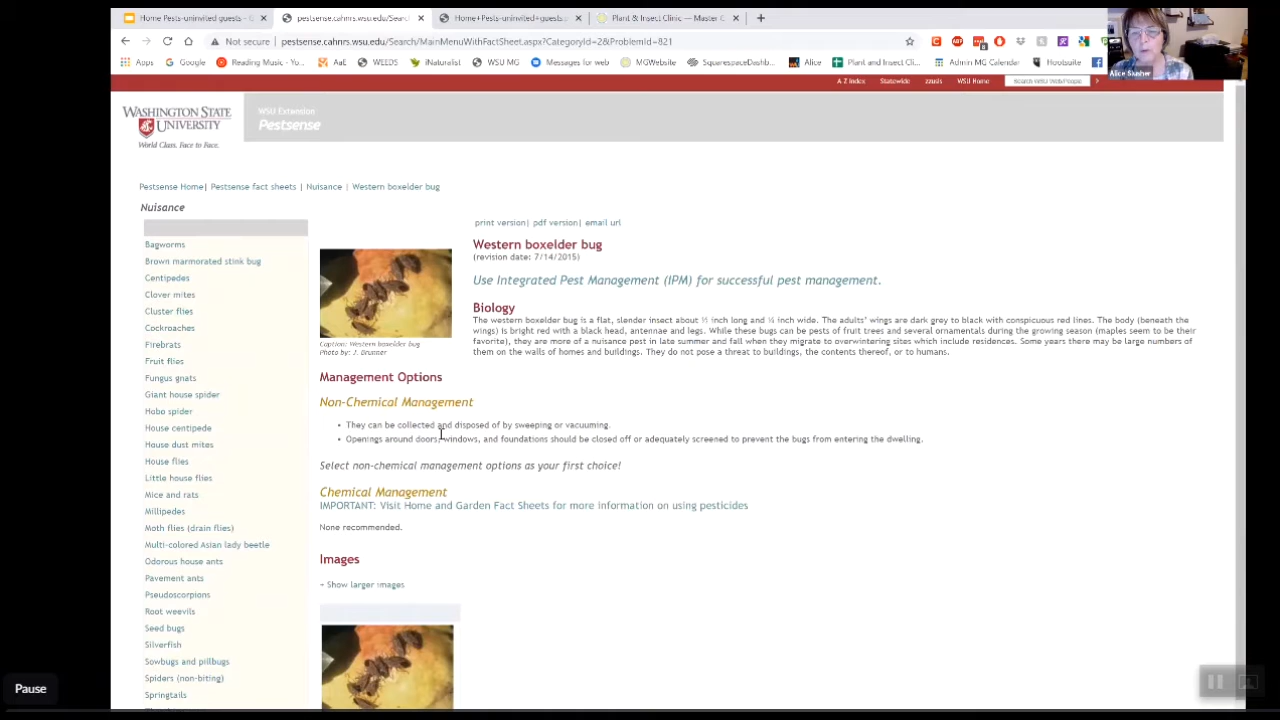 Home Pests-uninvited guests - G
pestsense.cahnrs.wsu.edu/Searc
Home+Pests-uninvited+guests.p
Plant & Insect Clinic — Master G
Not secure | pestsense.cahnrs.wsu.edu/Search/MainMenuWithFactSheet.aspx?CategoryId=2&ProblemId=821
Apps Google Reading Music - Yo... AaE WEEDS iNaturalist WSU MG Messages for web MGWebsite SquarespaceDashb... Alice Plant and Insect Cli... Admin MG Calendar Hootsuite
Alice Slunher
A Z Index Statewide zzusis WSU Home
WASHINGTON STATE
UNIVERSITY
World Class. Face to Face.
WSU Extension
Pestsense
Pestsense Home| Pestsense fact sheets | Nuisance | Western boxelder bug
Nuisance
Bagworms
Brown marmorated stink bug
Centipedes
Clover mites
Cluster flies
Cockroaches
Firebrats
Fruit flies
Fungus gnats
Giant house spider
Hobo spider
House centipede
House dust mites
House flies
Little house flies
Mice and rats
Millipedes
Moth flies (drain flies)
Multi-colored Asian lady beetle
Odorous house ants
Pavement ants
Pseudoscorpions
Root weevils
Seed bugs
Silverfish
Sowbugs and pillbugs
Spiders (non-biting)
Springtails
print version| pdf version| email url
Western boxelder bug
(revision date: 7/14/2015)
Use Integrated Pest Management (IPM) for successful pest management.
Biology
The western boxelder bug is a flat, slender insect about ½ inch long and ¼ inch wide. The adults' wings are dark grey to black with conspicuous red lines. The body (beneath the
wings) is bright red with a black head, antennae and legs. While these bugs can be pests of fruit trees and several ornamentals during the growing season (maples seem to be their
favorite), they are more of a nuisance pest in late summer and fall when they migrate to overwintering sites which include residences. Some years there may be large numbers of
them on the walls of homes and buildings. They do not pose a threat to buildings, the contents thereof, or to humans.
Caption: Western boxelder bug
Photo by: J. Brunner
Management Options
Non-Chemical Management
• They can be collected and disposed of by sweeping or vacuuming.
• Openings around doors, windows, and foundations should be closed off or adequately screened to prevent the bugs from entering the dwelling.
Select non-chemical management options as your first choice!
Chemical Management
IMPORTANT: Visit Home and Garden Fact Sheets for more information on using pesticides
None recommended.
Images
+ Show larger images
Pause